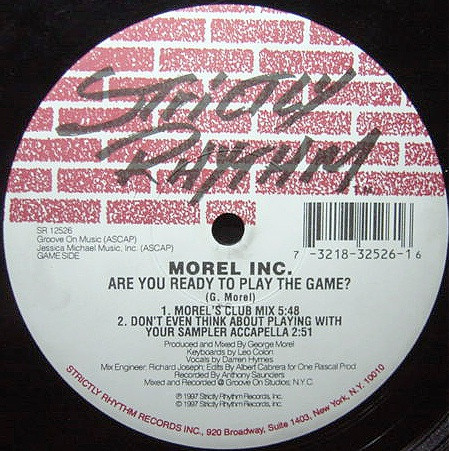 STRICTLY
RHYTHM
TM
SR 12526
Groove On Music (ASCAP)
Jessica Michael Music, Inc. (ASCAP)
GAME SIDE
7 -3218-32526-1 6
MOREL INC.
ARE YOU READY TO PLAY THE GAME?
(G. Morel)
1. MOREL'S CLUB MIX 5:48
2. DON'T EVEN THINK ABOUT PLAYING WITH
YOUR SAMPLER ACCAPELLA 2:51
Produced and Mixed by George Morel
Keyboards by Leo Colon
Vocals by Darren Hymes
Mix Engineer: Richard Joseph: Edits By Albert Cabrera for One Rascal Prod.
Recorded By Anthony Saunders
Mixed and Recorded @ Groove On Studios; N.Y.C.
℗ 1997 Strictly Rhythm Records, Inc.
© 1997 Strictly Rhythm Records, Inc.
STRICTLY RHYTHM RECORDS INC., 920 Broadway, Suite 1403, New York, N.Y. 10010